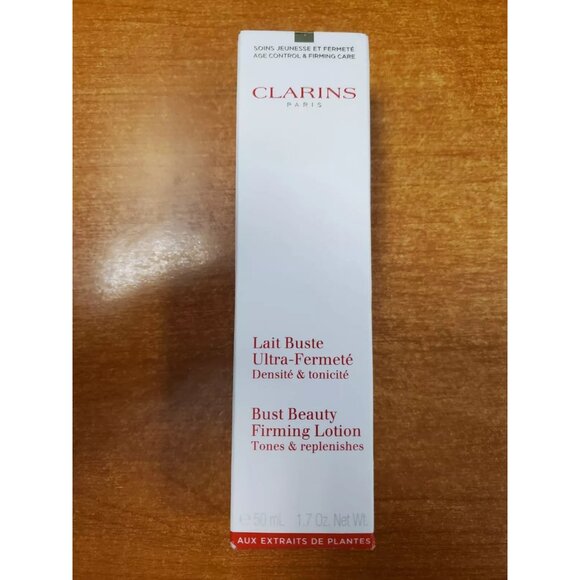 SOINS JEUNESSE ET FERMETÉ
AGE CONTROL & FIRMING CARE
CLARINS
PARIS
Lait Buste
Ultra-Fermeté
Densité & tonicité
Bust Beauty
Firming Lotion
Tones & replenishes
℮ 50 mL 1.7 Oz. Net Wt.
AUX EXTRAITS DE PLANTES